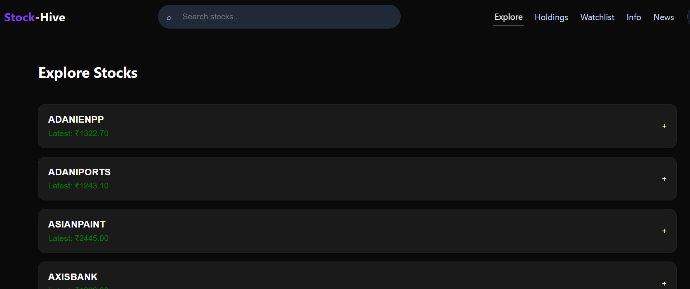 Stock-Hive
Search stocks...
Explore Holdings Watchlist Info News
Explore Stocks
ADANIENPP
Latest: ₹1322.70
+
ADANIPORTS
Latest: ₹1243.10
+
ASIANPAINT
Latest: ₹2445.00
+
AXISBANK
+